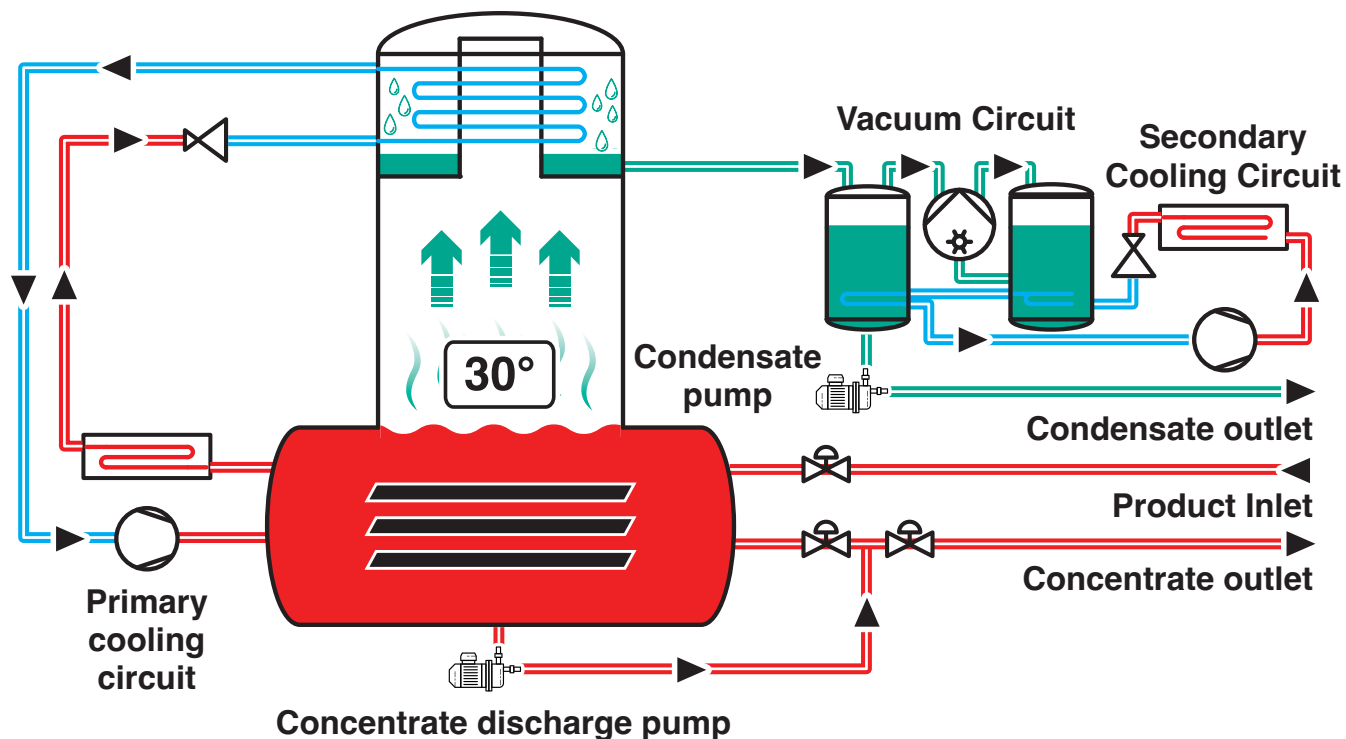 Vacuum Circuit
Secondary
Cooling Circuit
30°
Condensate
pump
Condensate outlet
Product Inlet
Concentrate outlet
Primary
cooling
circuit
Concentrate discharge pump